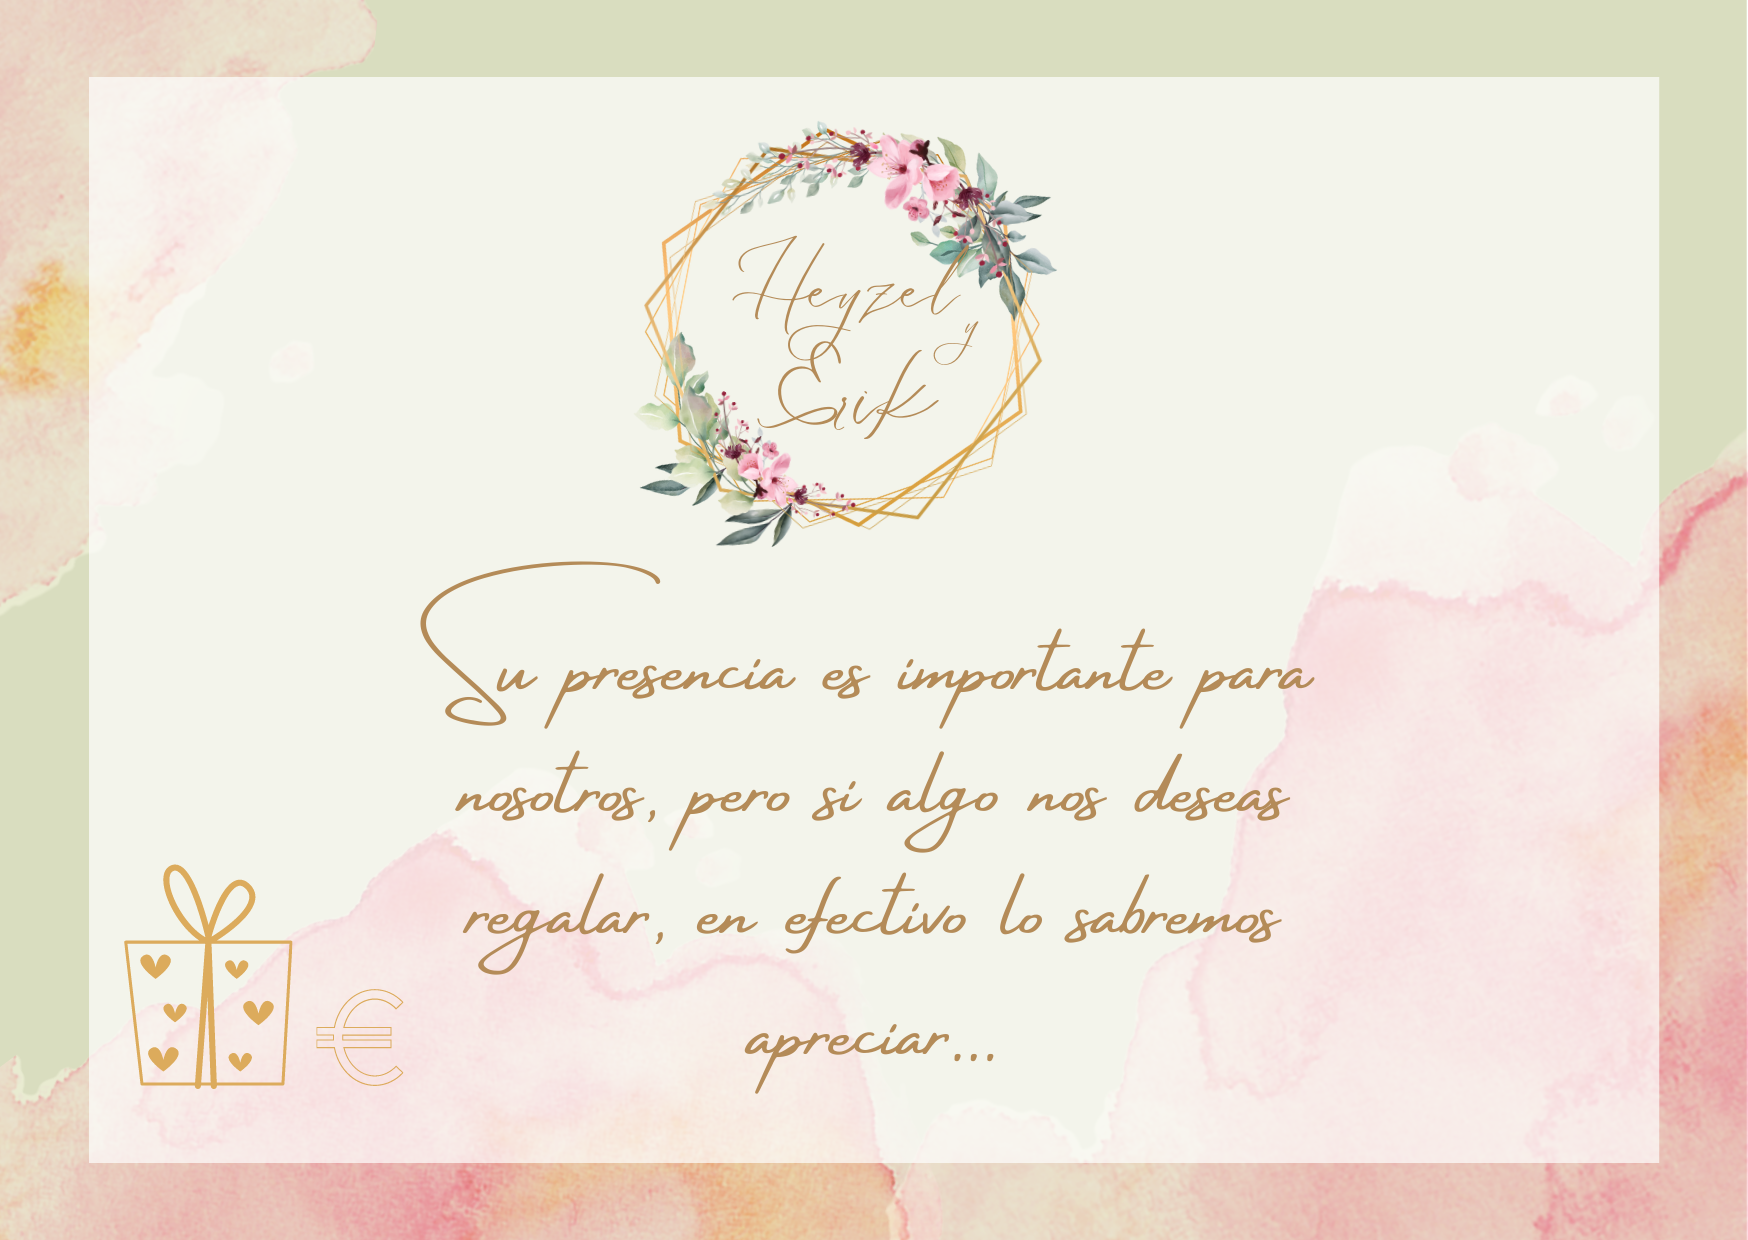 Heyzel
y
Erik
Su presencia es importante para
nosotros, pero si algo nos deseas
regalar, en efectivo lo sabremos
apreciar...
€